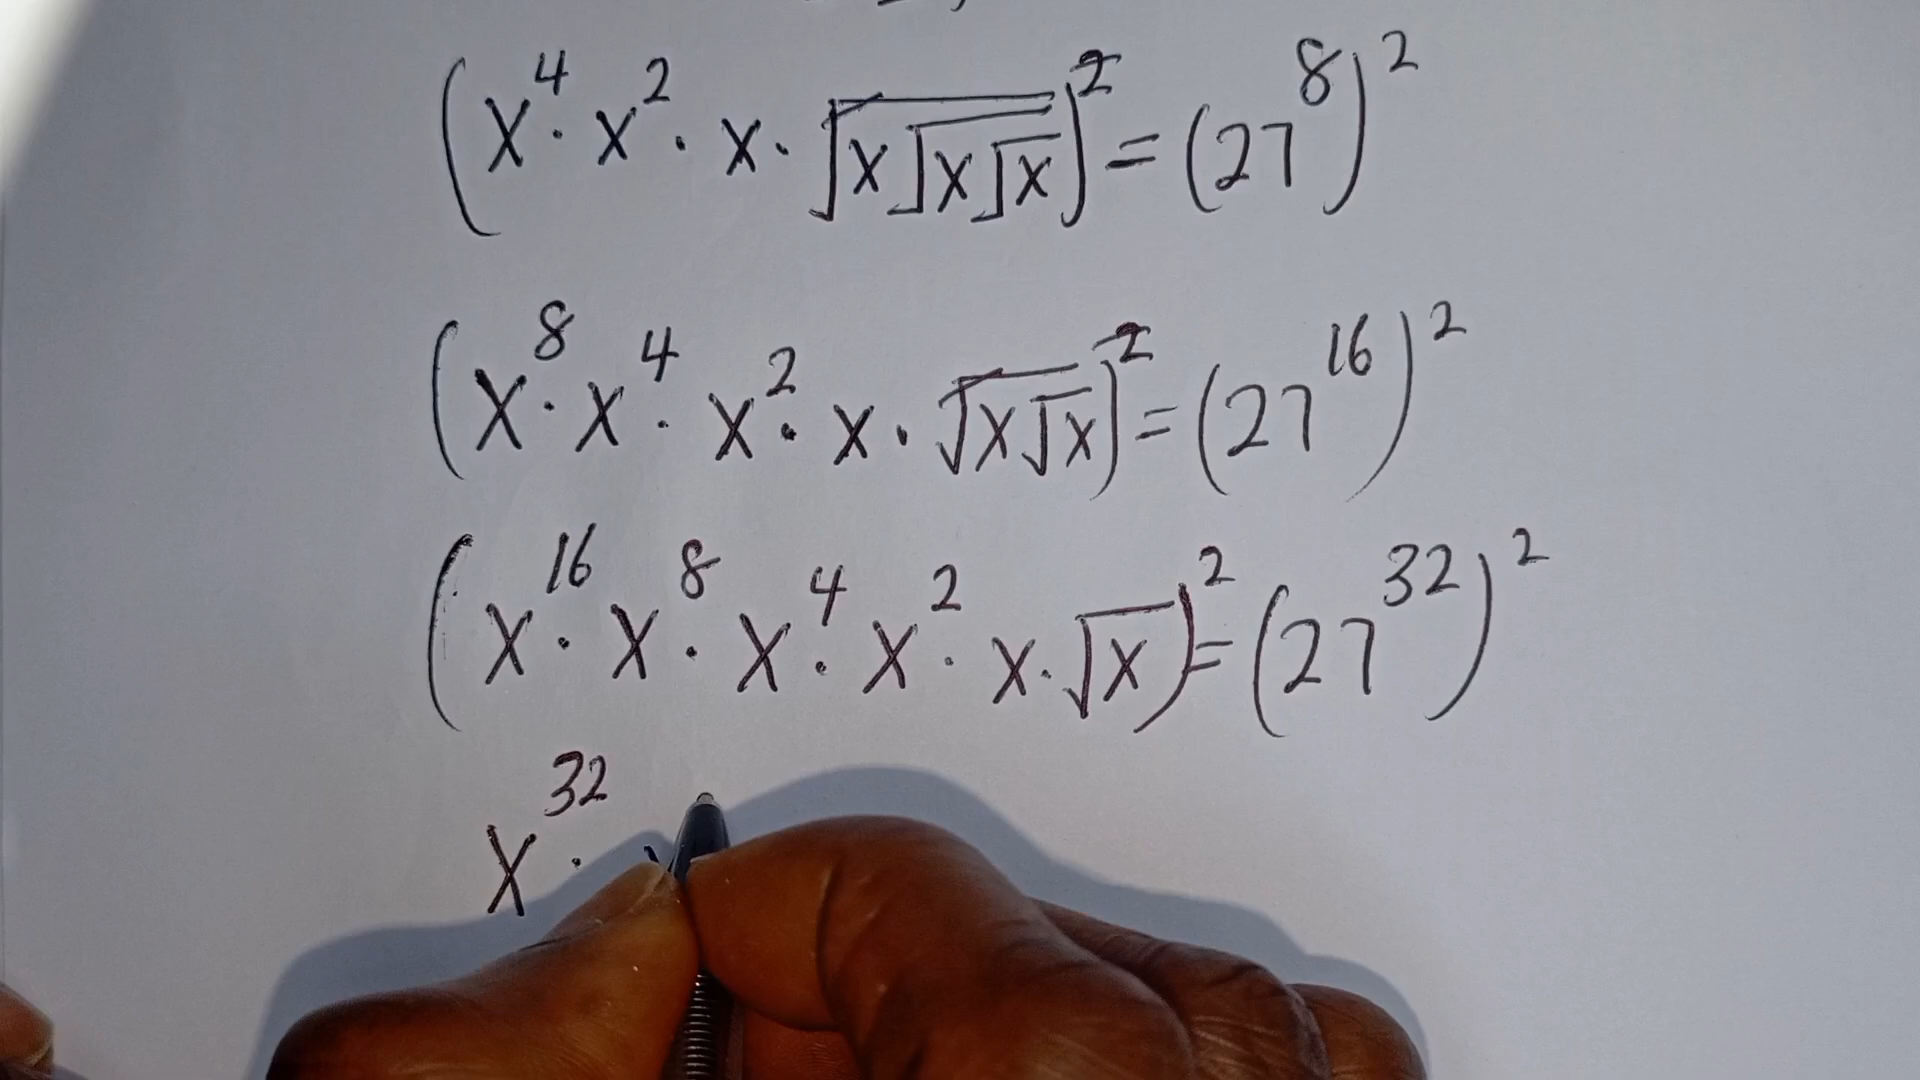 (x⁴ · x² · x · √(x√(x√x)))² = (27⁸)²
(x⁸ · x⁴ · x² · x · √(x√x))² = (27¹⁶)²
(x¹⁶ · x⁸ · x⁴ · x² · x · √x)² = (27³²)²
x³² ·